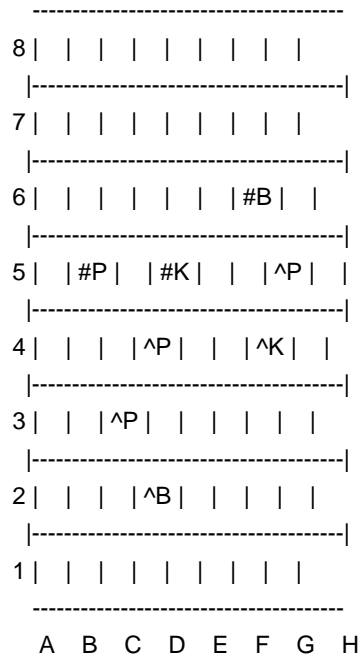 ---------------------------------------
8 |   |   |   |   |   |   |   |   |
|---------------------------------------|
7 |   |   |   |   |   |   |   |   |
|---------------------------------------|
6 |   |   |   |   |   |   | #B |   |
|---------------------------------------|
5 |   | #P |   | #K |   |   | ^P |   |
|---------------------------------------|
4 |   |   |   | ^P |   |   | ^K |   |
|---------------------------------------|
3 |   |   | ^P |   |   |   |   |   |
|---------------------------------------|
2 |   |   |   | ^B |   |   |   |   |
|---------------------------------------|
1 |   |   |   |   |   |   |   |   |
---------------------------------------
A B C D E F G H